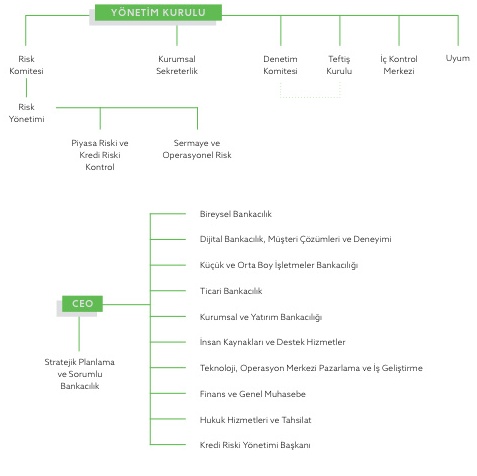 YÖNETİM KURULU
Risk
Komitesi
Kurumsal
Sekreterlik
Denetim
Komitesi
Teftiş
Kurulu
İç Kontrol
Merkezi
Uyum
Risk
Yönetimi
Piyasa Riski ve
Kredi Riski
Kontrol
Sermaye ve
Operasyonel Risk
Bireysel Bankacılık
Dijital Bankacılık, Müşteri Çözümleri ve Deneyimi
Küçük ve Orta Boy İşletmeler Bankacılığı
Ticari Bankacılık
CEO
Kurumsal ve Yatırım Bankacılığı
İnsan Kaynakları ve Destek Hizmetler
Stratejik Planlama
ve Sorumlu
Bankacılık
Teknoloji, Operasyon Merkezi Pazarlama ve İş Geliştirme
Finans ve Genel Muhasebe
Hukuk Hizmetleri ve Tahsilat
Kredi Riski Yönetimi Başkanı